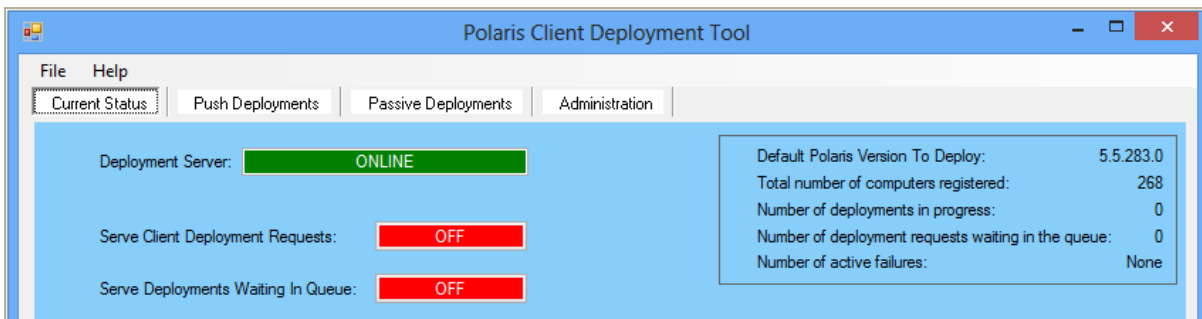 Polaris Client Deployment Tool
File Help
Current Status Push Deployments Passive Deployments Administration
Deployment Server: ONLINE
Serve Client Deployment Requests: OFF
Serve Deployments Waiting In Queue: OFF
Default Polaris Version To Deploy: 5.5.283.0
Total number of computers registered: 268
Number of deployments in progress: 0
Number of deployment requests waiting in the queue: 0
Number of active failures: None